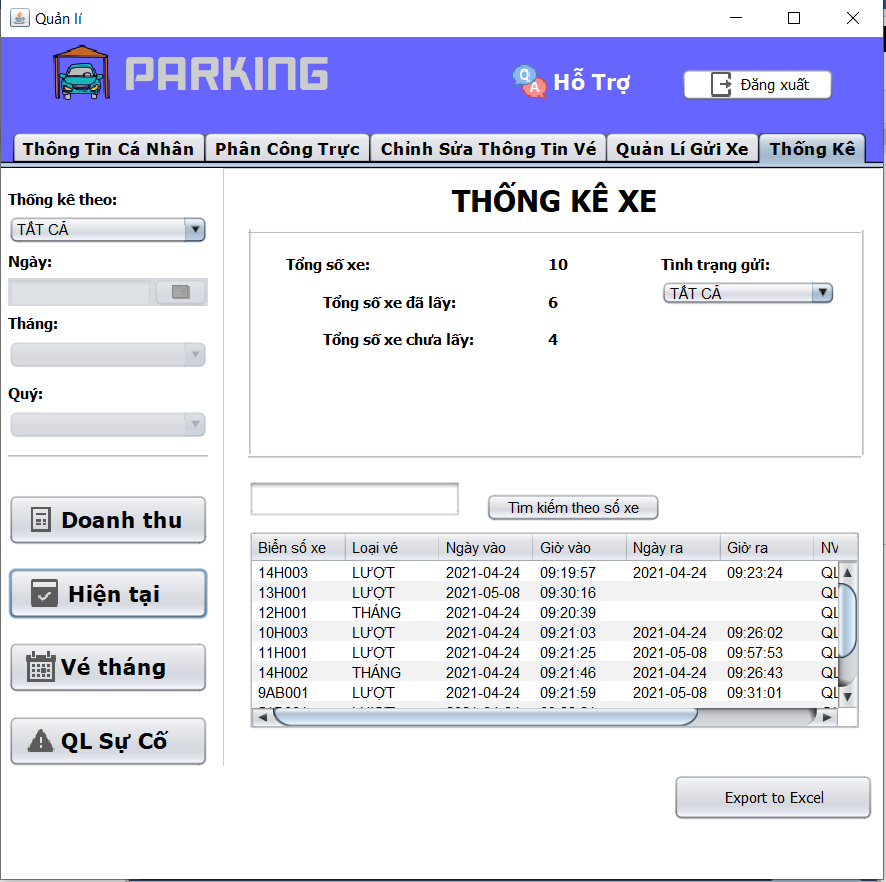 Quản lí
PARKING
Q A Hỗ Trợ
Đăng xuất
Thông Tin Cá Nhân Phân Công Trực Chỉnh Sửa Thông Tin Vé Quản Lí Gửi Xe Thống Kê
Thống kê theo:
TẤT CẢ
Ngày:
Tháng:
Quý:
Doanh thu
Hiện tại
Vé tháng
QL Sự Cố
THỐNG KÊ XE
Tổng số xe: 10 Tình trạng gửi:
TẤT CẢ
Tổng số xe đã lấy: 6
Tổng số xe chưa lấy: 4
Tìm kiếm theo số xe
Biển số xe Loại vé Ngày vào Giờ vào Ngày ra Giờ ra NV
14H003 LƯỢT 2021-04-24 09:19:57 2021-04-24 09:23:24 QL
13H001 LƯỢT 2021-05-08 09:30:16 QL
12H001 THÁNG 2021-04-24 09:20:39 QL
10H003 LƯỢT 2021-04-24 09:21:03 2021-04-24 09:26:02 QL
11H001 LƯỢT 2021-04-24 09:21:25 2021-05-08 09:57:53 QL
14H002 THÁNG 2021-04-24 09:21:46 2021-04-24 09:26:43 QL
9AB001 LƯỢT 2021-04-24 09:21:59 2021-05-08 09:31:01 QL
Export to Excel